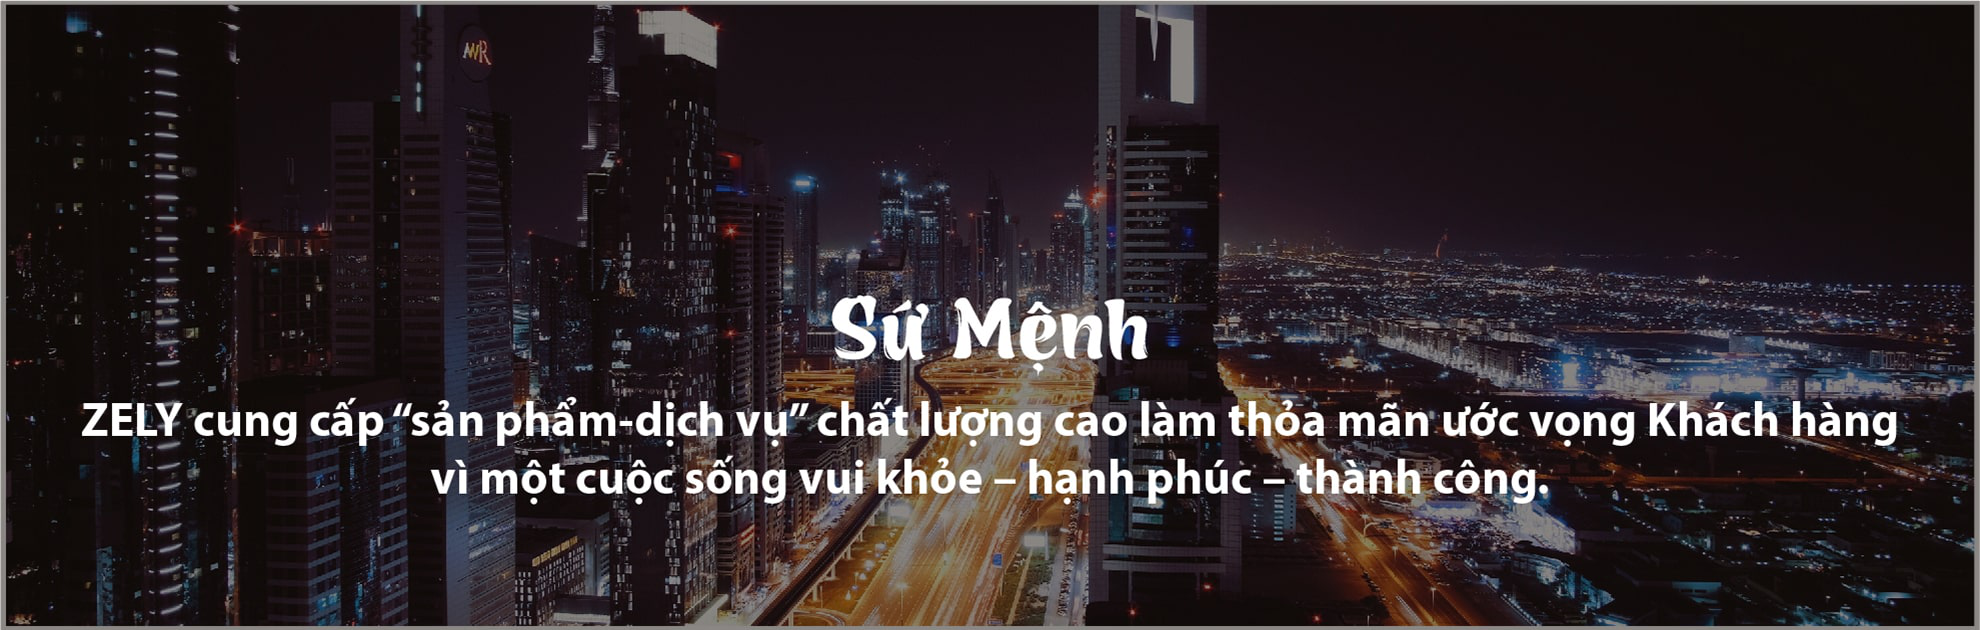 AWR
Sứ Mệnh
ZELY cung cấp “sản phẩm-dịch vụ” chất lượng cao làm thỏa mãn ước vọng Khách hàng
vì một cuộc sống vui khỏe – hạnh phúc – thành công.